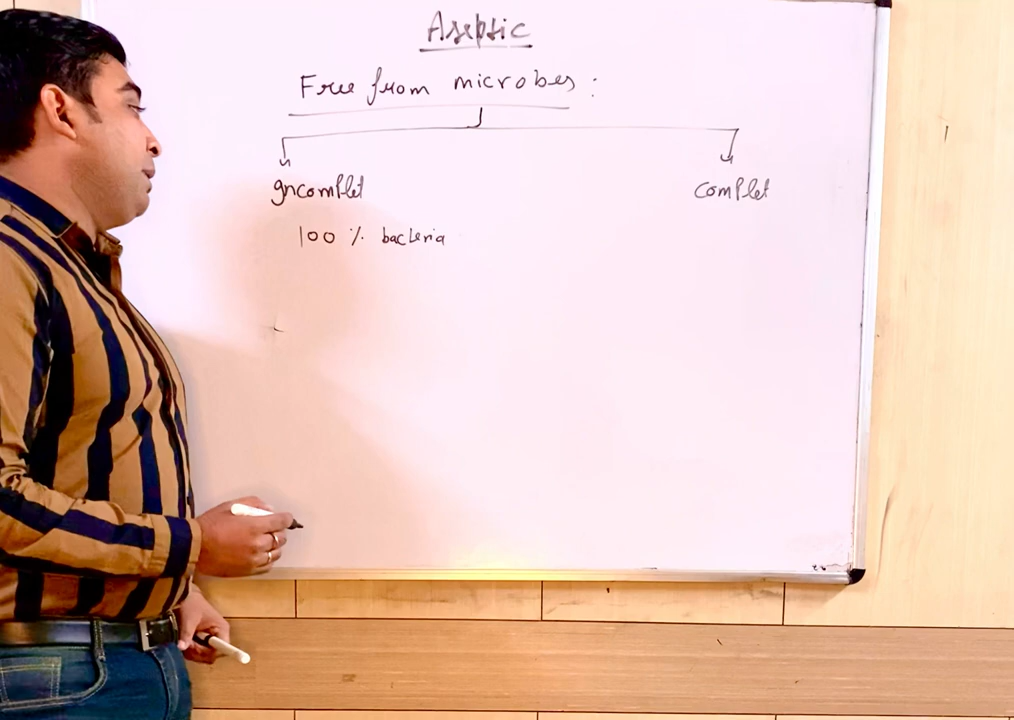 Aseptic
Free from microbes :
Incomplet complet
100 % bacteria